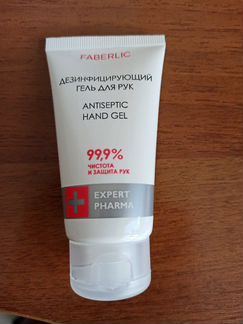 FABERLIC
ДЕЗИНФИЦИРУЮЩИЙ
ГЕЛЬ ДЛЯ РУК
ANTISEPTIC
HAND GEL
99,9%
ЧИСТОТА
И ЗАЩИТА РУК
EXPERT
PHARMA